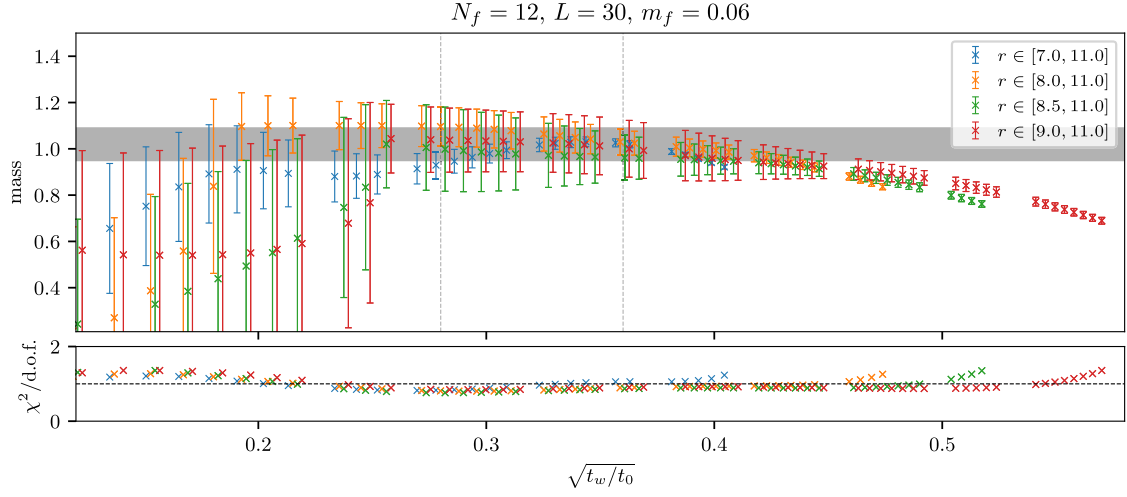 N_f = 12, L = 30, m_f = 0.06
mass
1.4
1.2
1.0
0.8
0.6
0.4
r ∈ [7.0, 11.0]
r ∈ [8.0, 11.0]
r ∈ [8.5, 11.0]
r ∈ [9.0, 11.0]
χ²/d.o.f.
2
1
0
0.2
0.3
0.4
0.5
√t_w/t_0